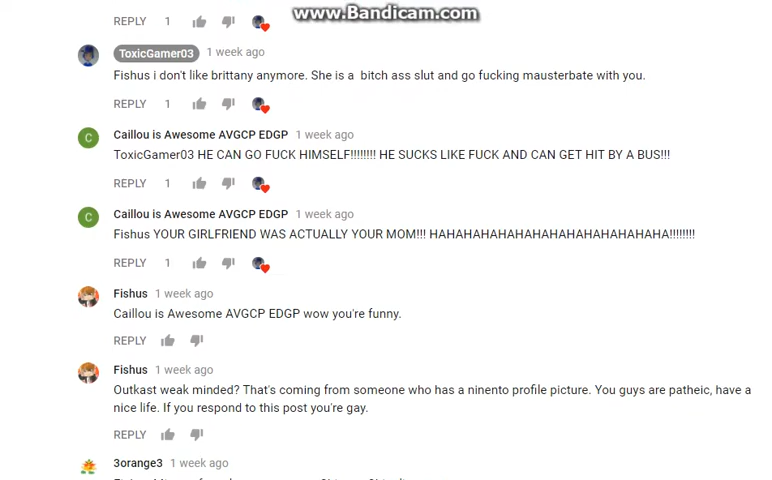 www.Bandicam.com
REPLY 1
ToxicGamer03 1 week ago
Fishus i don't like brittany anymore. She is a bitch ass slut and go fucking mausterbate with you.
REPLY 1
C Caillou is Awesome AVGCP EDGP 1 week ago
ToxicGamer03 HE CAN GO FUCK HIMSELF!!!!!!!! HE SUCKS LIKE FUCK AND CAN GET HIT BY A BUS!!!
REPLY 1
C Caillou is Awesome AVGCP EDGP 1 week ago
Fishus YOUR GIRLFRIEND WAS ACTUALLY YOUR MOM!!! HAHAHAHAHAHAHAHAHAHAHAHAHA!!!!!!!!
REPLY 1
Fishus 1 week ago
Caillou is Awesome AVGCP EDGP wow you're funny.
REPLY
Fishus 1 week ago
Outkast weak minded? That's coming from someone who has a ninento profile picture. You guys are patheic, have a
nice life. If you respond to this post you're gay.
REPLY
3orange3 1 week ago